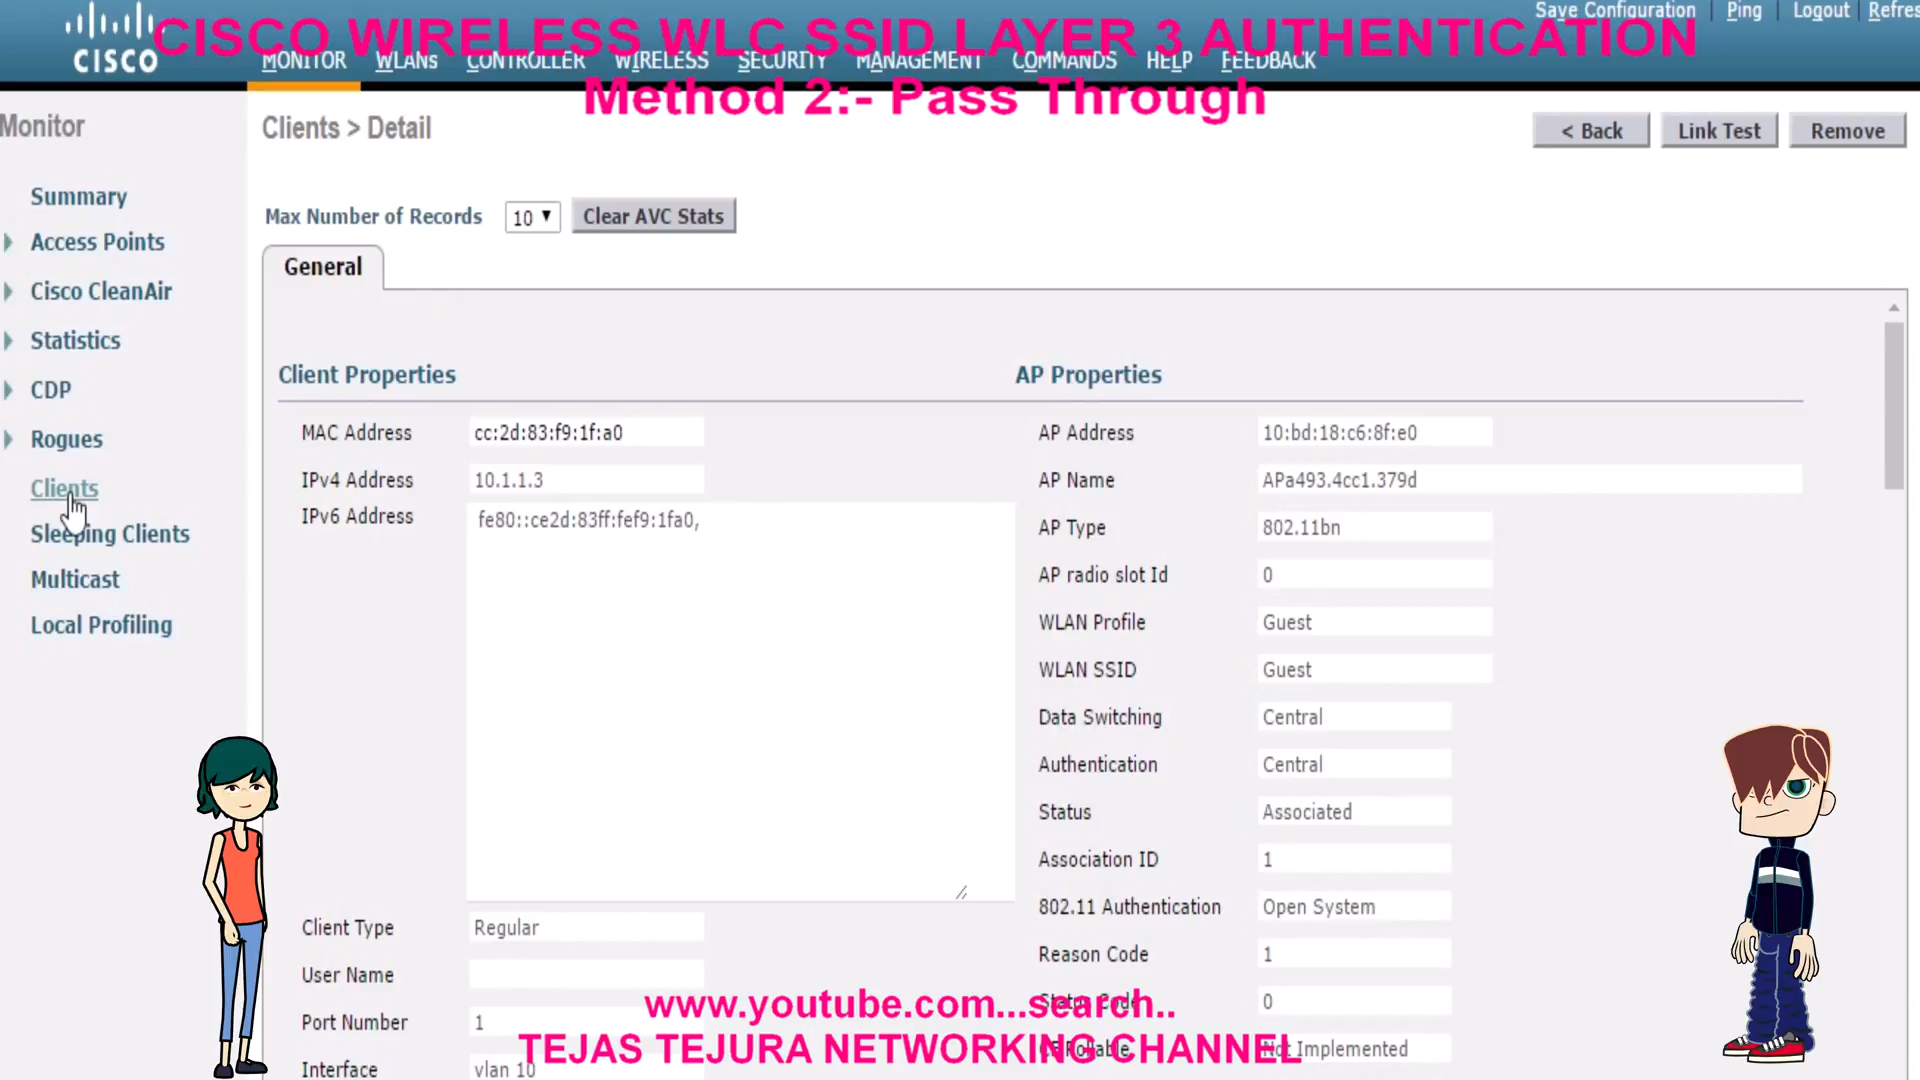 Save Configuration | Ping | Logout | Refres
CISCO WIRELESS WLC SSID LAYER 3 AUTHENTICATION
CISCO
MONITOR WLANs CONTROLLER WIRELESS SECURITY MANAGEMENT COMMANDS HELP FEEDBACK
Method 2:- Pass Through
Monitor
Clients > Detail
< Back
Link Test
Remove
Summary
Access Points
Cisco CleanAir
Statistics
CDP
Rogues
Clients
Sleeping Clients
Multicast
Local Profiling
Max Number of Records 10
Clear AVC Stats
General
Client Properties
MAC Address cc:2d:83:f9:1f:a0
IPv4 Address 10.1.1.3
IPv6 Address fe80::ce2d:83ff:fef9:1fa0,
Client Type Regular
User Name
Port Number 1
Interface vlan 10
AP Properties
AP Address 10:bd:18:c6:8f:e0
AP Name APa493.4cc1.379d
AP Type 802.11bn
AP radio slot Id 0
WLAN Profile Guest
WLAN SSID Guest
Data Switching Central
Authentication Central
Status Associated
Association ID 1
802.11 Authentication Open System
Reason Code 1
Status Code 0
CF Pollable Not Implemented
www.youtube.com...search..
TEJAS TEJURA NETWORKING CHANNEL